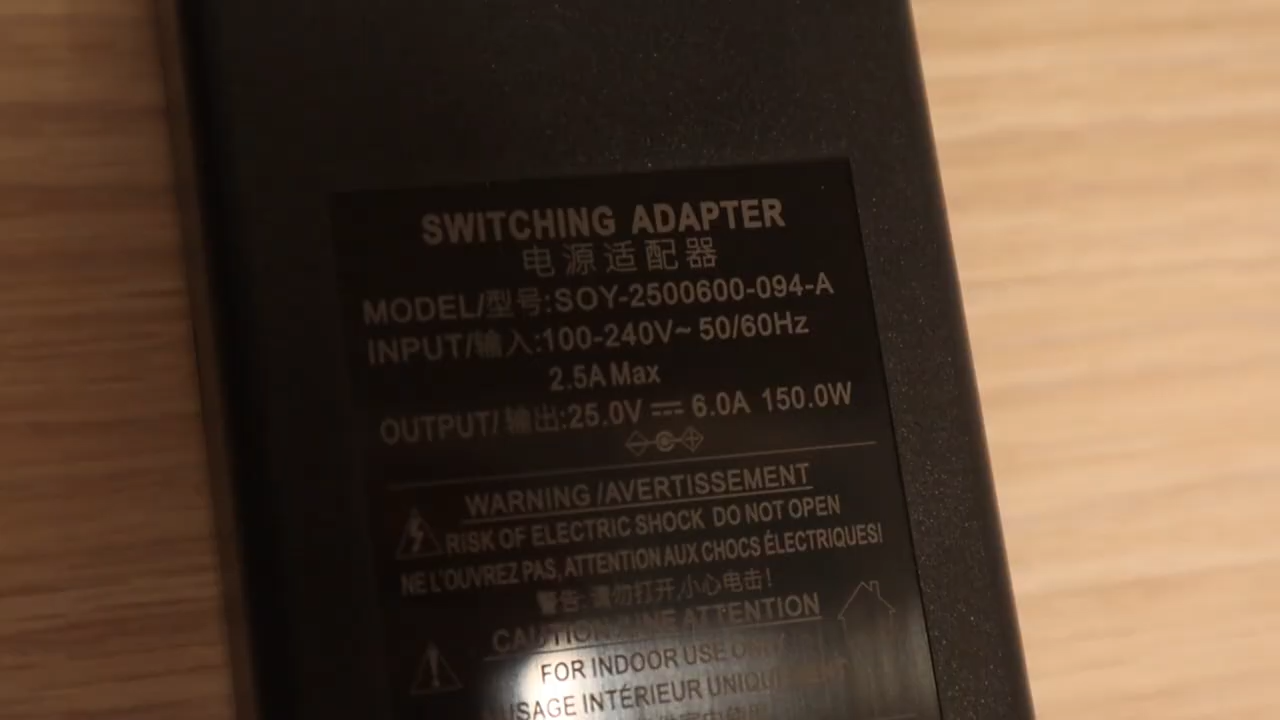 SWITCHING ADAPTER
电源适配器
MODEL/型号:SOY-2500600-094-A
INPUT/输入:100-240V~ 50/60Hz
2.5A Max
OUTPUT/输出:25.0V ⎓ 6.0A 150.0W
WARNING /AVERTISSEMENT
RISK OF ELECTRIC SHOCK DO NOT OPEN
NE L'OUVREZ PAS, ATTENTION AUX CHOCS ÉLECTRIQUES!
警告:请勿打开,小心电击!
ATTENTION
FOR INDOOR USE
INTÉRIEUR